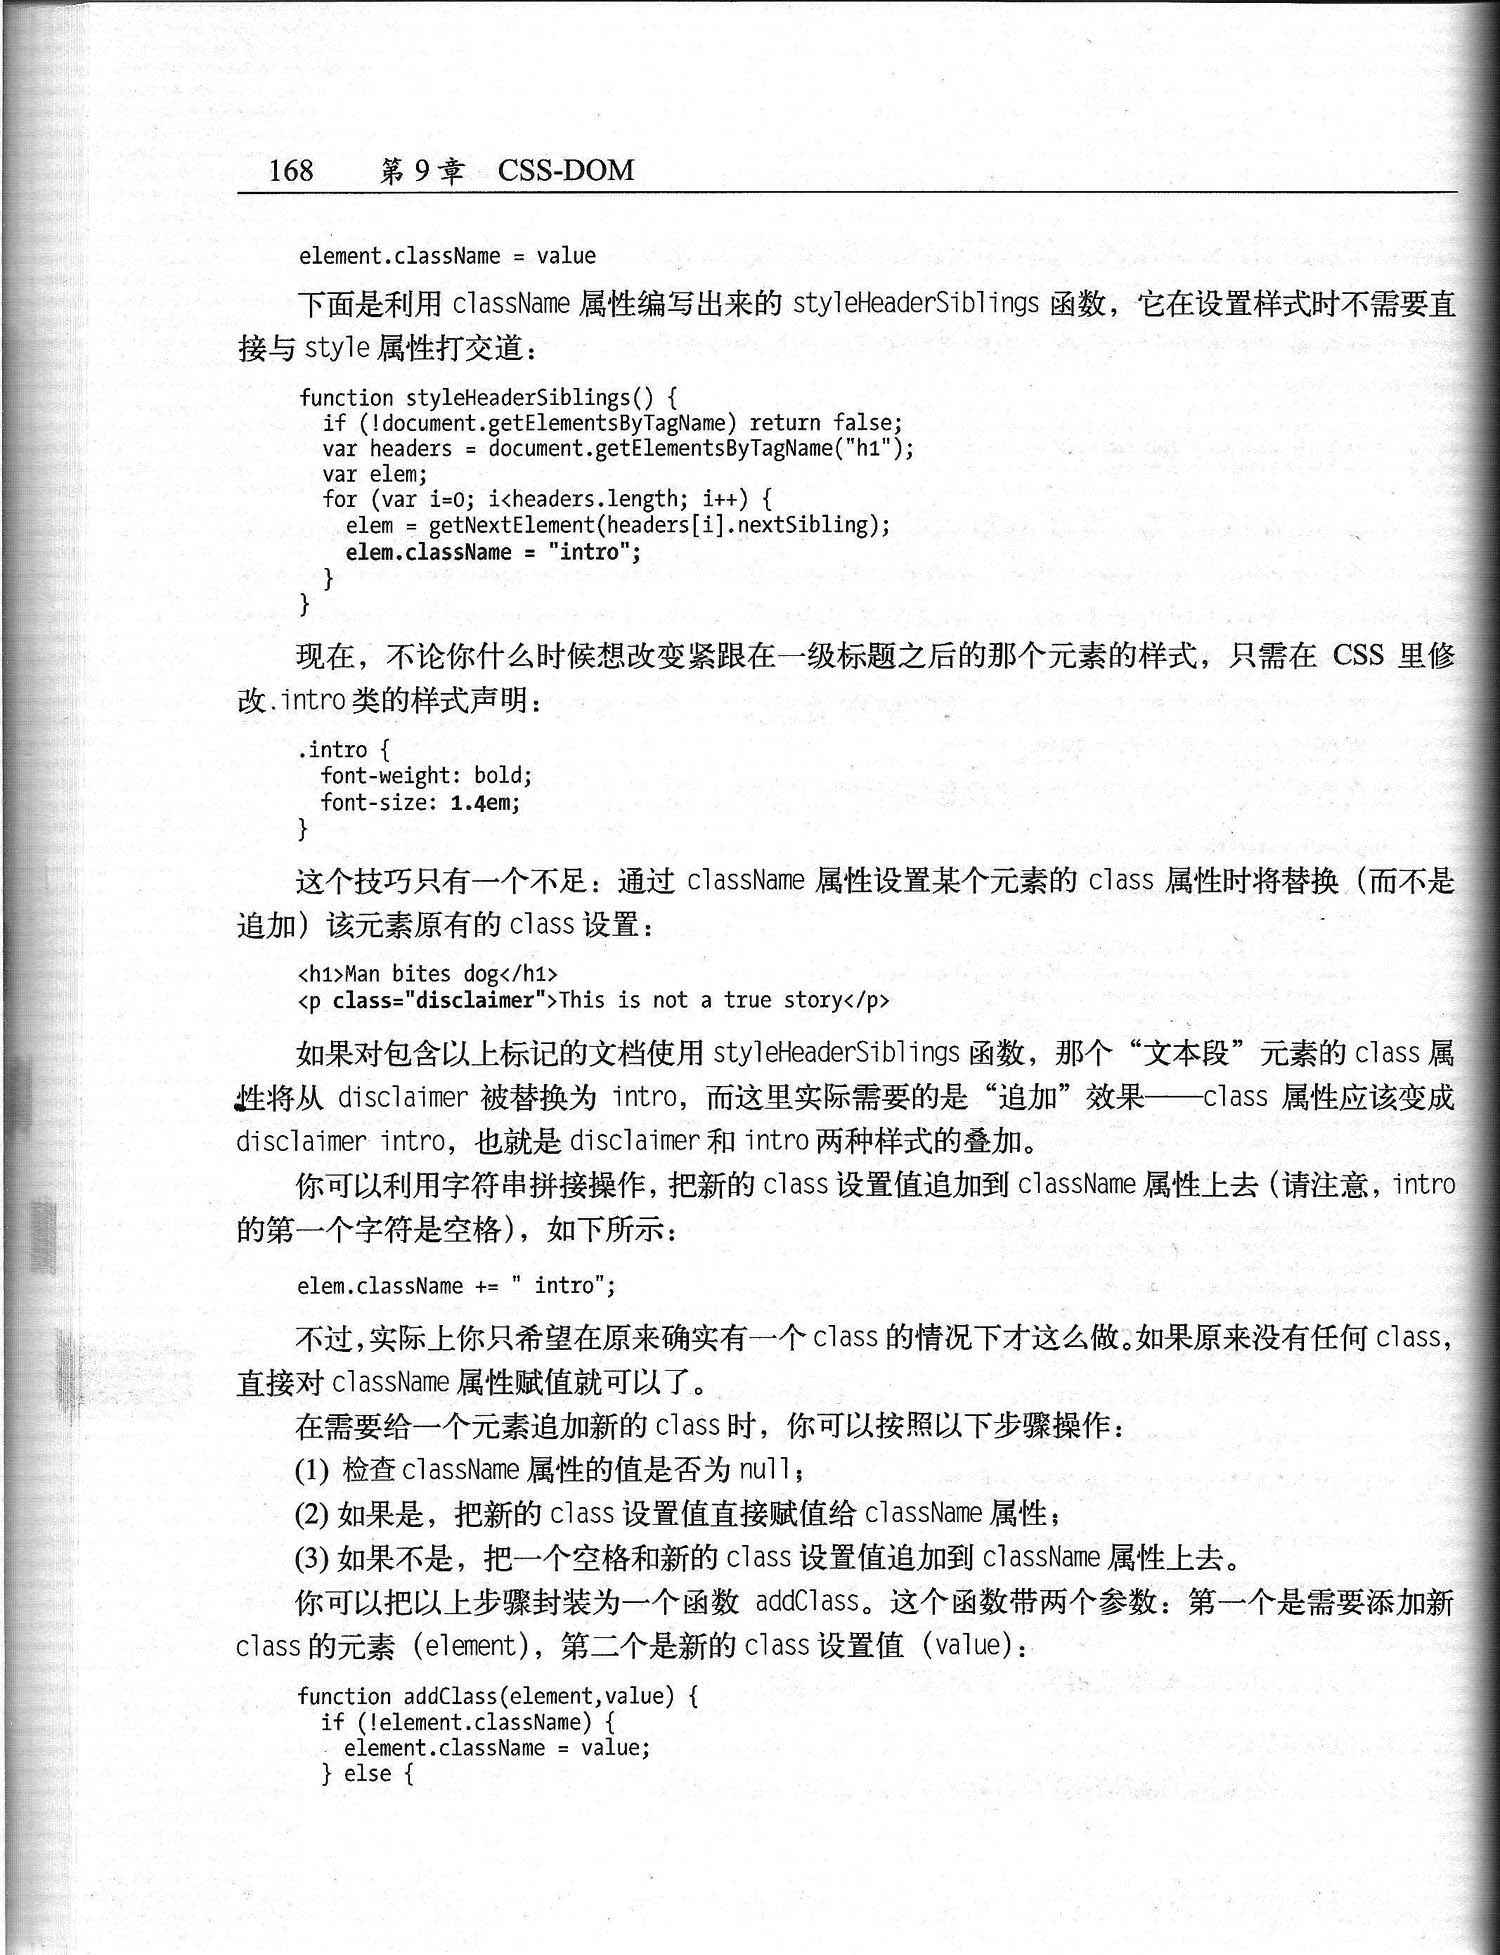 168 第 9 章 CSS-DOM
element.className = value
下面是利用 className 属性编写出来的 styleHeaderSiblings 函数，它在设置样式时不需要直
接与 style 属性打交道：
function styleHeaderSiblings() {
  if (!document.getElementsByTagName) return false;
  var headers = document.getElementsByTagName("h1");
  var elem;
  for (var i=0; i<headers.length; i++) {
    elem = getNextElement(headers[i].nextSibling);
    elem.className = "intro";
  }
}
现在，不论你什么时候想改变紧跟在一级标题之后的那个元素的样式，只需在 CSS 里修
改.intro 类的样式声明：
.intro {
  font-weight: bold;
  font-size: 1.4em;
}
这个技巧只有一个不足：通过 className 属性设置某个元素的 class 属性时将替换（而不是
追加）该元素原有的 class 设置：
<h1>Man bites dog</h1>
<p class="disclaimer">This is not a true story</p>
如果对包含以上标记的文档使用 styleHeaderSiblings 函数，那个“文本段”元素的 class 属
性将从 disclaimer 被替换为 intro，而这里实际需要的是“追加”效果——class 属性应该变成
disclaimer intro，也就是 disclaimer 和 intro 两种样式的叠加。
你可以利用字符串拼接操作，把新的 class 设置值追加到 className 属性上去（请注意，intro
的第一个字符是空格），如下所示：
elem.className += " intro";
不过，实际上你只希望在原来确实有一个 class 的情况下才这么做。如果原来没有任何 class，
直接对 className 属性赋值就可以了。
在需要给一个元素追加新的 class 时，你可以按照以下步骤操作：
(1) 检查 className 属性的值是否为 null；
(2) 如果是，把新的 class 设置值直接赋值给 className 属性；
(3) 如果不是，把一个空格和新的 class 设置值追加到 className 属性上去。
你可以把以上步骤封装为一个函数 addClass。这个函数带两个参数：第一个是需要添加新
class 的元素（element），第二个是新的 class 设置值（value）：
function addClass(element,value) {
  if (!element.className) {
    element.className = value;
  } else {